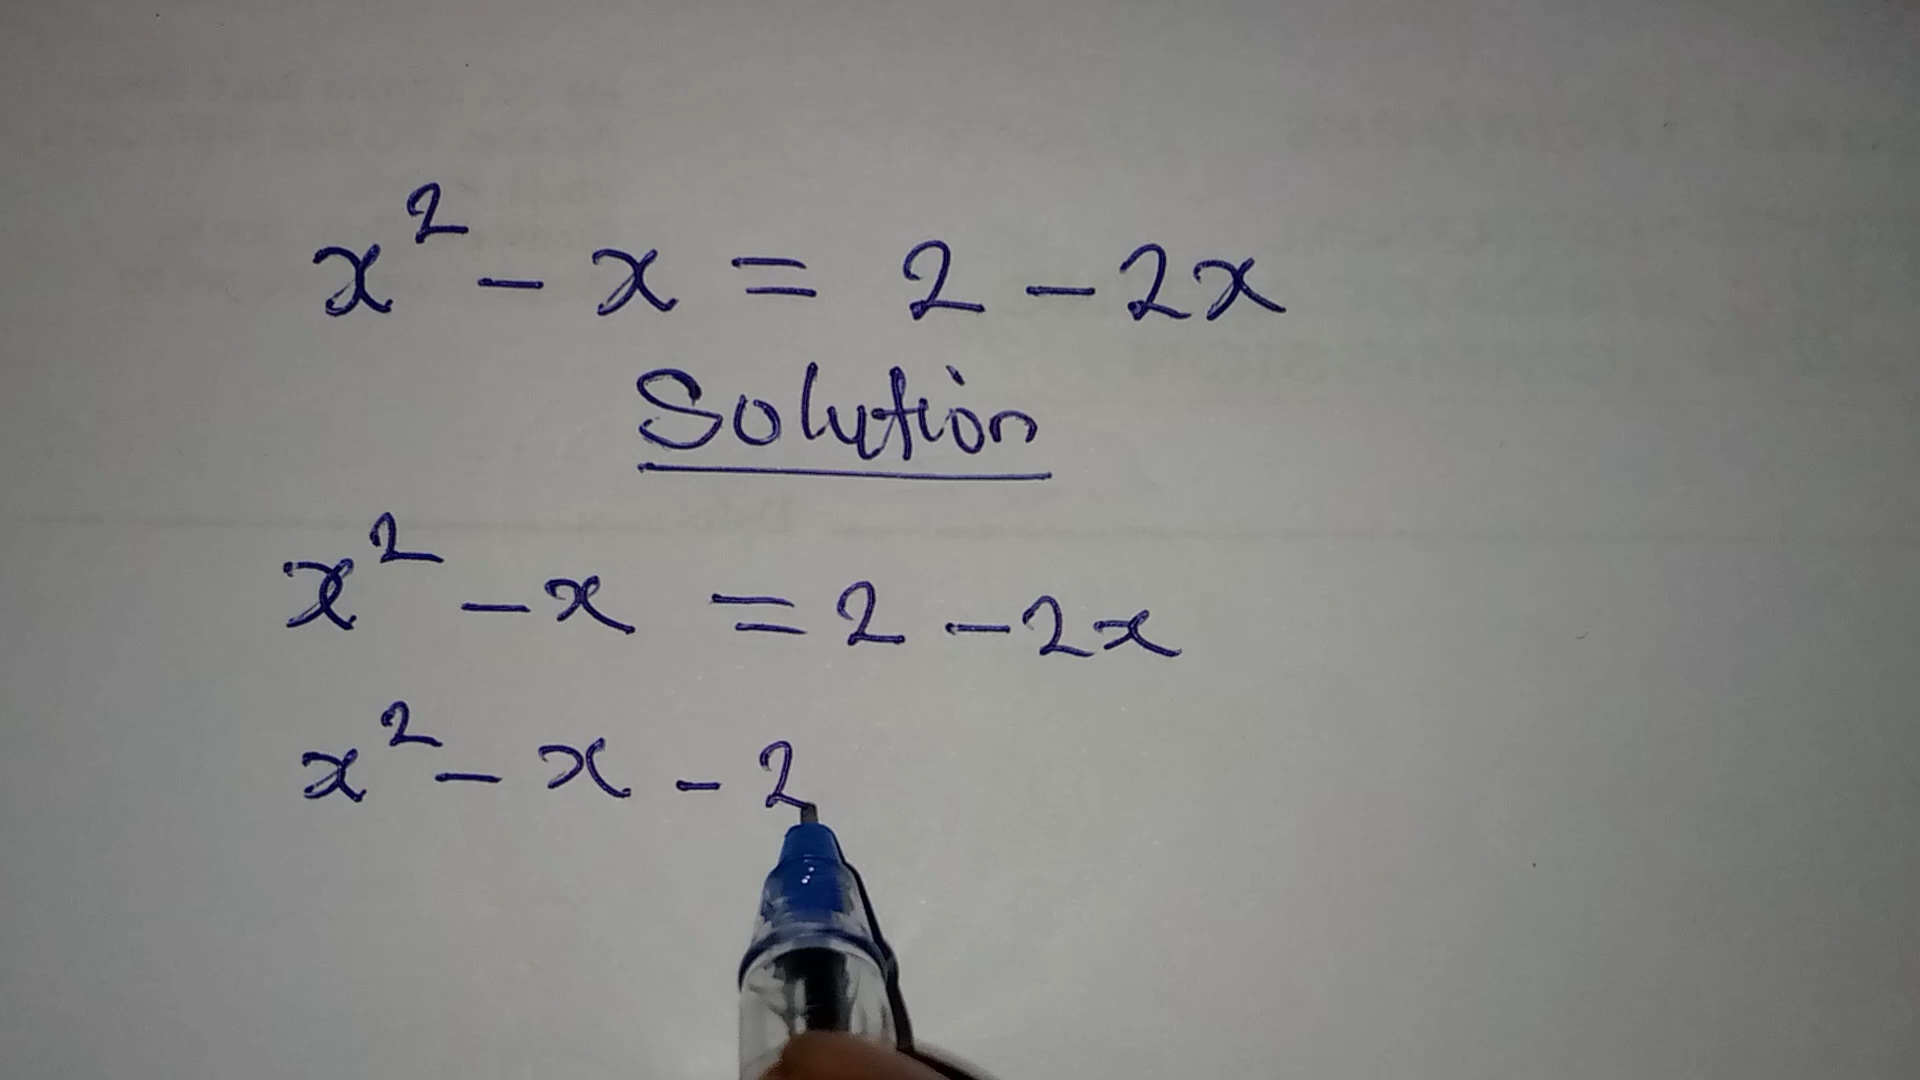 x² - x = 2 - 2x
Solution
x² - x = 2 - 2x
x² - x - 2